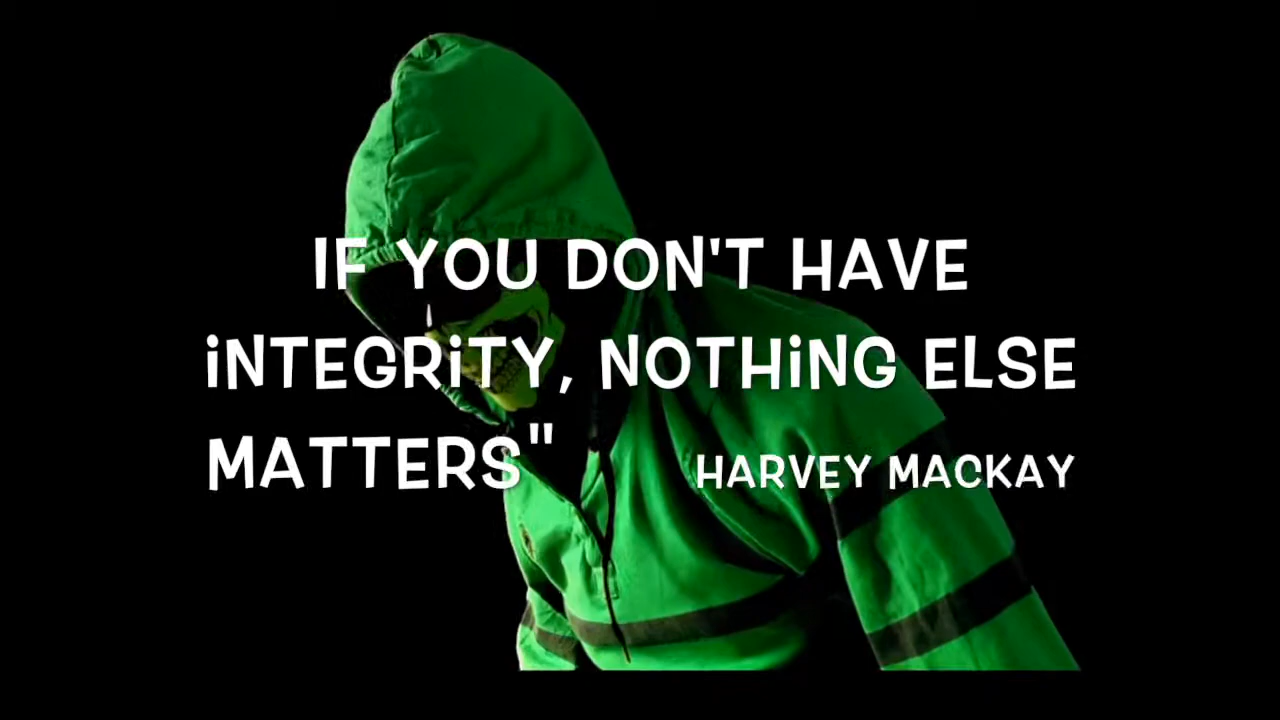 IF YOU DON'T HAVE
iNTEGRiTY, NOTHiNG ELSE
MATTERS" HARVEY MACKAY